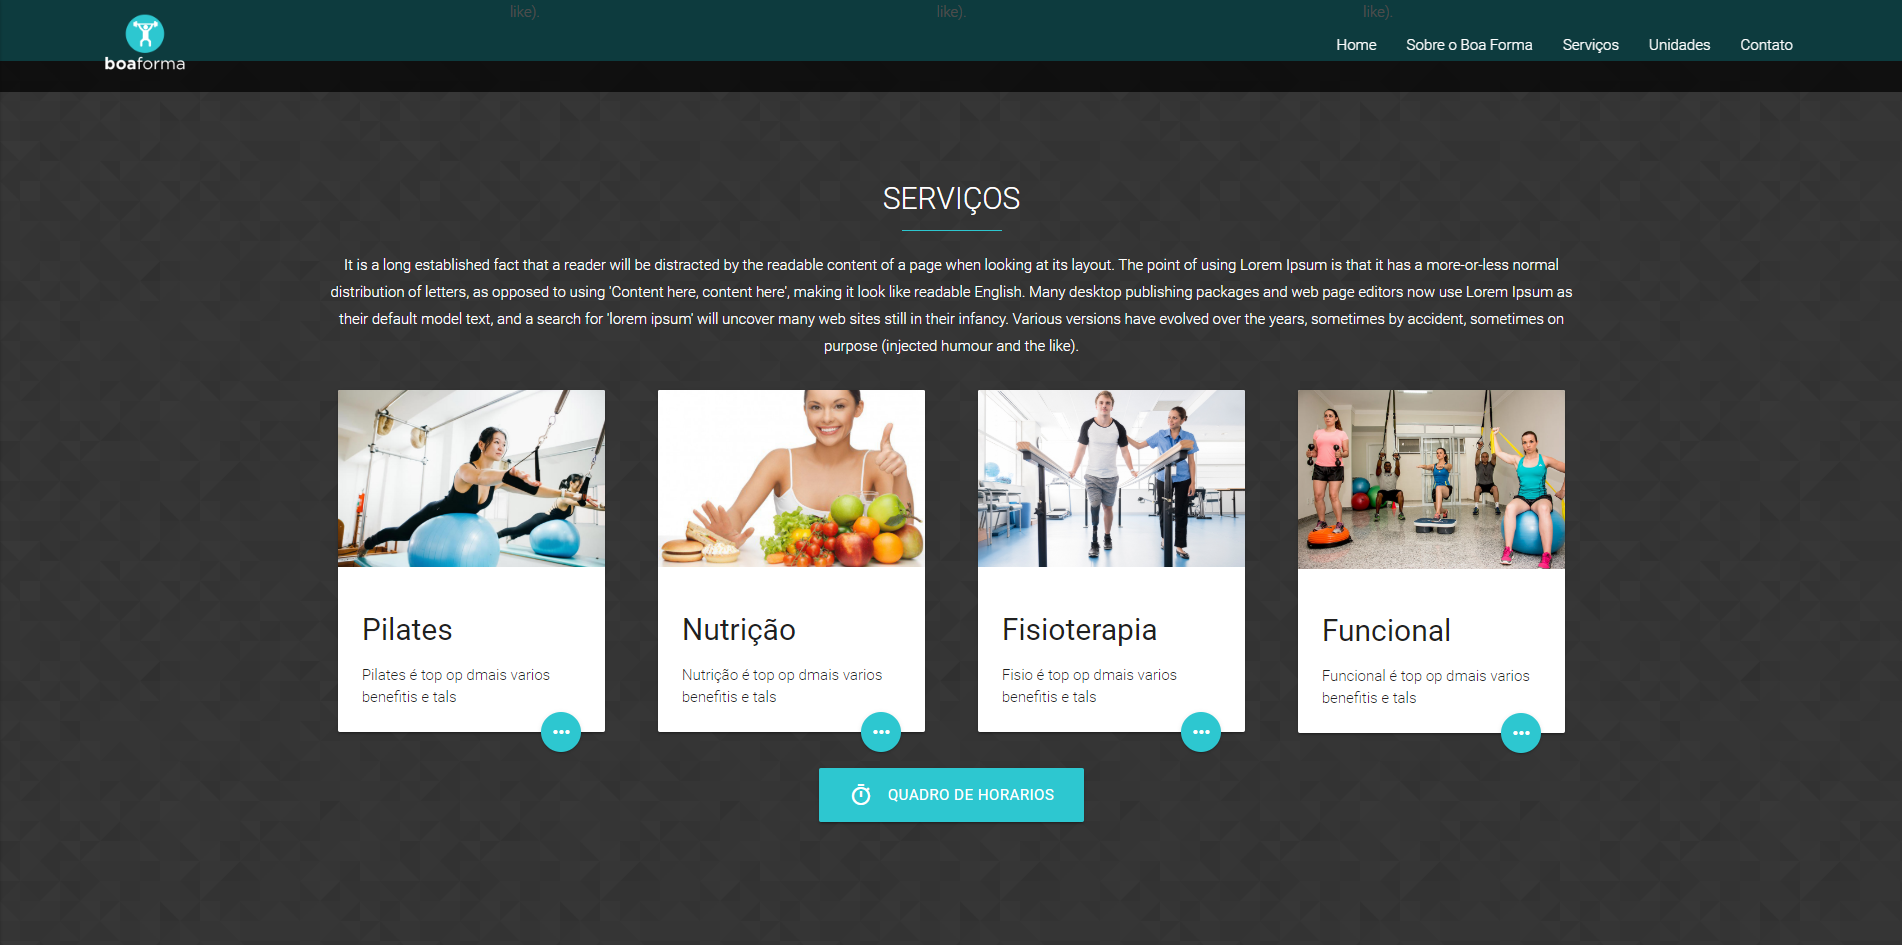 like).
like).
like).
boaforma
Home
Sobre o Boa Forma
Serviços
Unidades
Contato
SERVIÇOS
It is a long established fact that a reader will be distracted by the readable content of a page when looking at its layout. The point of using Lorem Ipsum is that it has a more-or-less normal
distribution of letters, as opposed to using 'Content here, content here', making it look like readable English. Many desktop publishing packages and web page editors now use Lorem Ipsum as
their default model text, and a search for 'lorem ipsum' will uncover many web sites still in their infancy. Various versions have evolved over the years, sometimes by accident, sometimes on
purpose (injected humour and the like).
Pilates
Pilates é top op dmais varios
benefitis e tals
Nutrição
Nutrição é top op dmais varios
benefitis e tals
Fisioterapia
Fisio é top op dmais varios
benefitis e tals
Funcional
Funcional é top op dmais varios
benefitis e tals
QUADRO DE HORARIOS